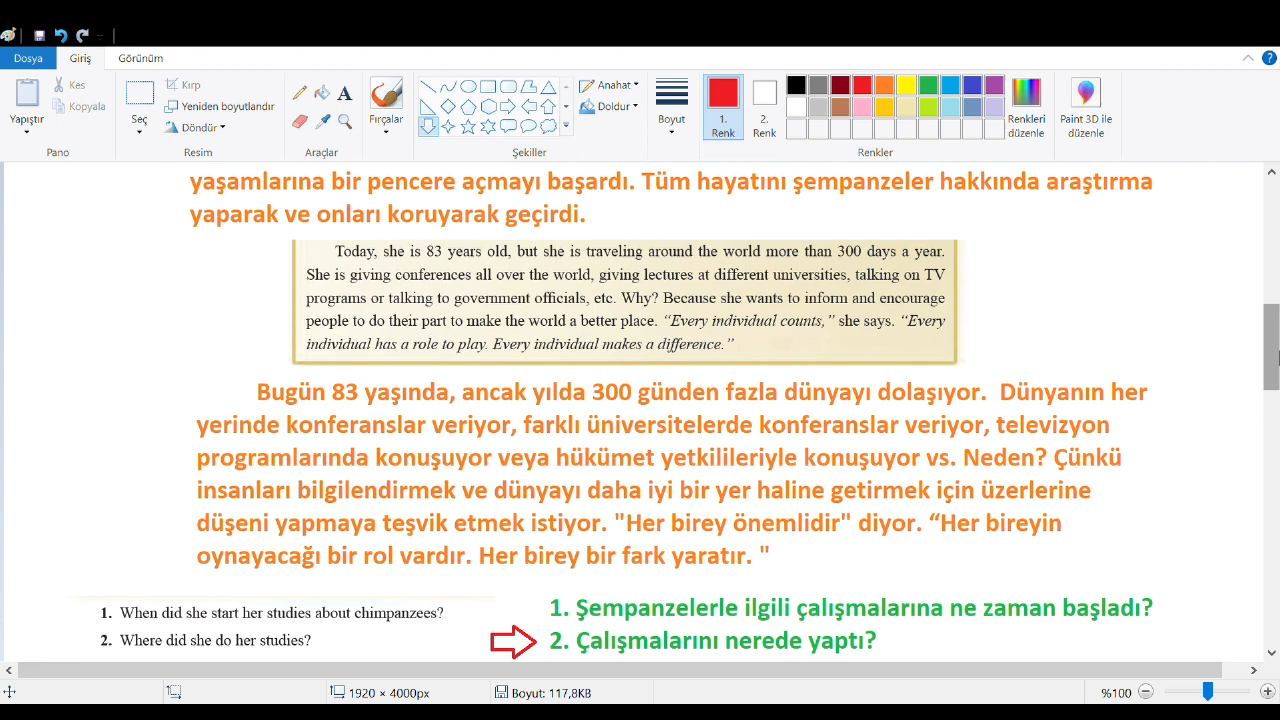 Dosya Giriş Görünüm
Yapıştır
Kes
Kopyala
Pano
Seç
Kırp
Yeniden boyutlandır
Döndür
Resim
A
Araçlar
Fırçalar
Şekiller
Anahat
Doldur
Boyut
1.
Renk
2.
Renk
Renkler
Renkleri
düzenle
Paint 3D ile
düzenle
yaşamlarına bir pencere açmayı başardı. Tüm hayatını şempanzeler hakkında araştırma
yaparak ve onları koruyarak geçirdi.
Today, she is 83 years old, but she is traveling around the world more than 300 days a year.
She is giving conferences all over the world, giving lectures at different universities, talking on TV
programs or talking to government officials, etc. Why? Because she wants to inform and encourage
people to do their part to make the world a better place. “Every individual counts,” she says. “Every
individual has a role to play. Every individual makes a difference.”
Bugün 83 yaşında, ancak yılda 300 günden fazla dünyayı dolaşıyor. Dünyanın her
yerinde konferanslar veriyor, farklı üniversitelerde konferanslar veriyor, televizyon
programlarında konuşuyor veya hükümet yetkilileriyle konuşuyor vs. Neden? Çünkü
insanları bilgilendirmek ve dünyayı daha iyi bir yer haline getirmek için üzerlerine
düşeni yapmaya teşvik etmek istiyor. "Her birey önemlidir" diyor. “Her bireyin
oynayacağı bir rol vardır. Her birey bir fark yaratır. "
1. When did she start her studies about chimpanzees?
2. Where did she do her studies?
1. Şempanzelerle ilgili çalışmalarına ne zaman başladı?
2. Çalışmalarını nerede yaptı?
1920 × 4000px
Boyut: 117,8KB
%100